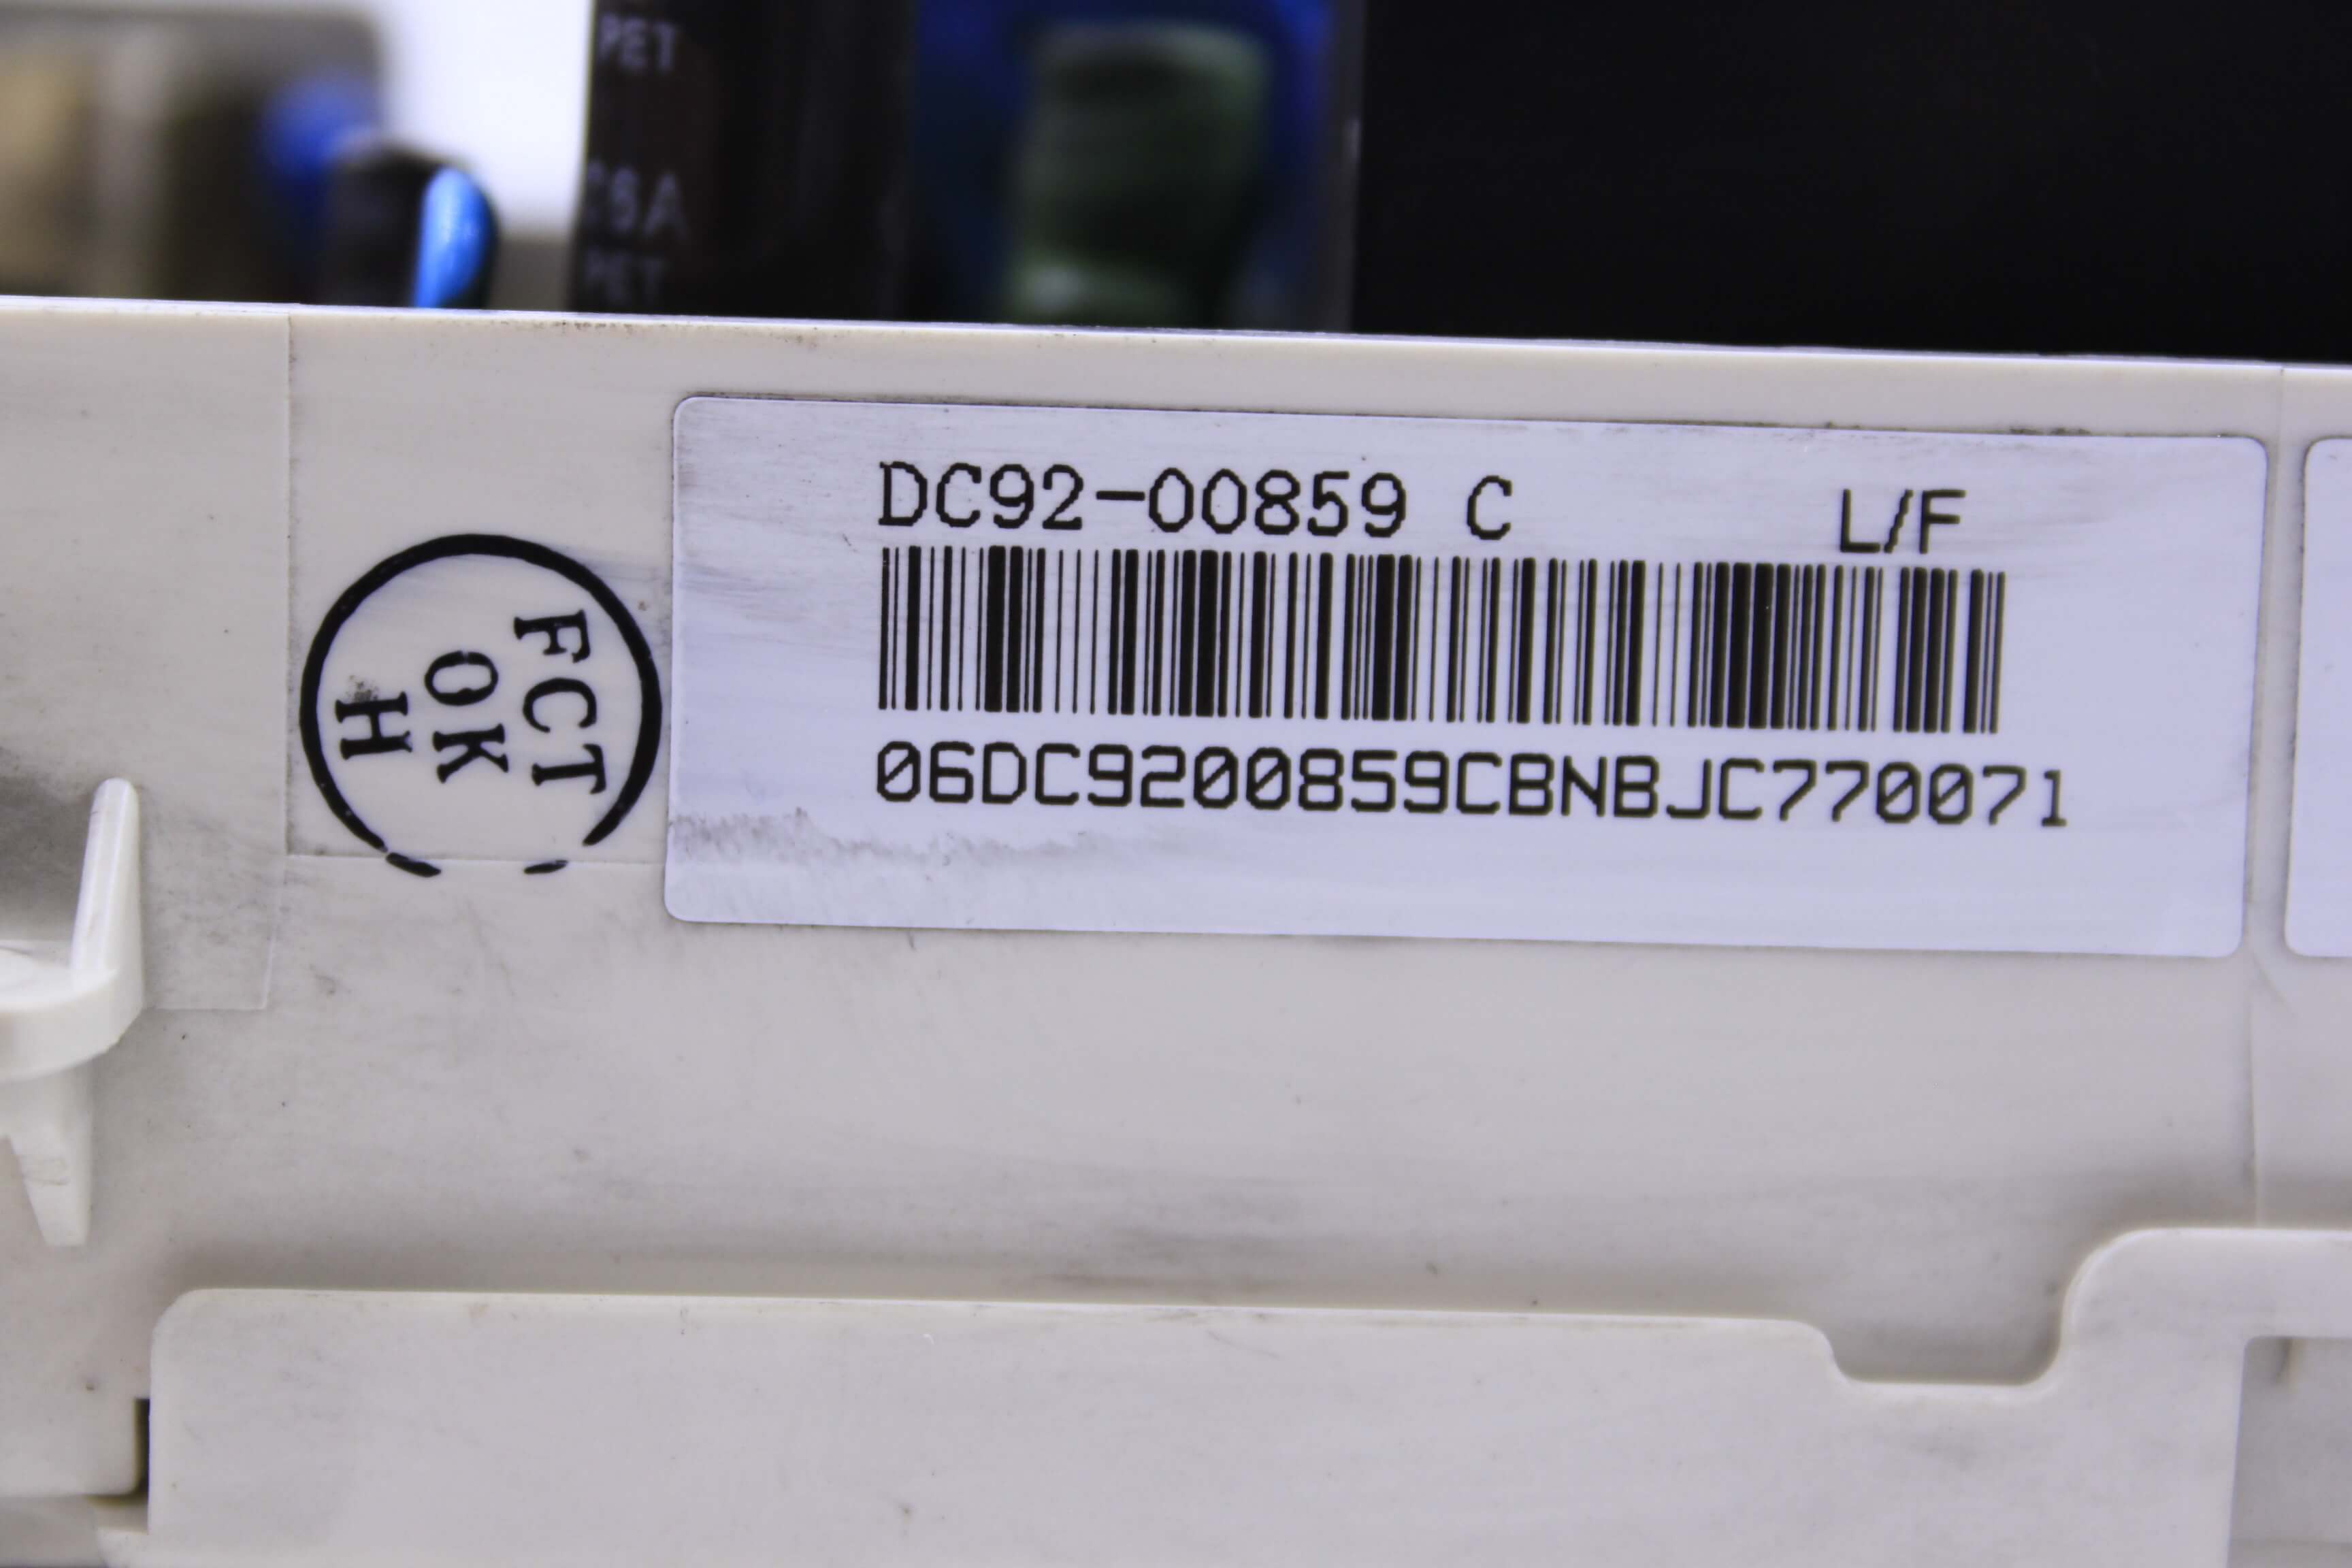 PET
PET
DC92-00859 C L/F
06DC9200859CBNBJC770071
FCT
OK
H